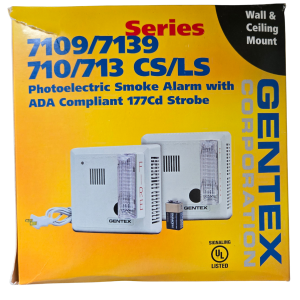 Series
7109/7139
710/713 CS/LS
Photoelectric Smoke Alarm with
ADA Compliant 177Cd Strobe
Wall &
Ceiling
Mount
GENTEX
CORPORATION
GENTEX
GENTEX
SIGNALING
UL
LISTED